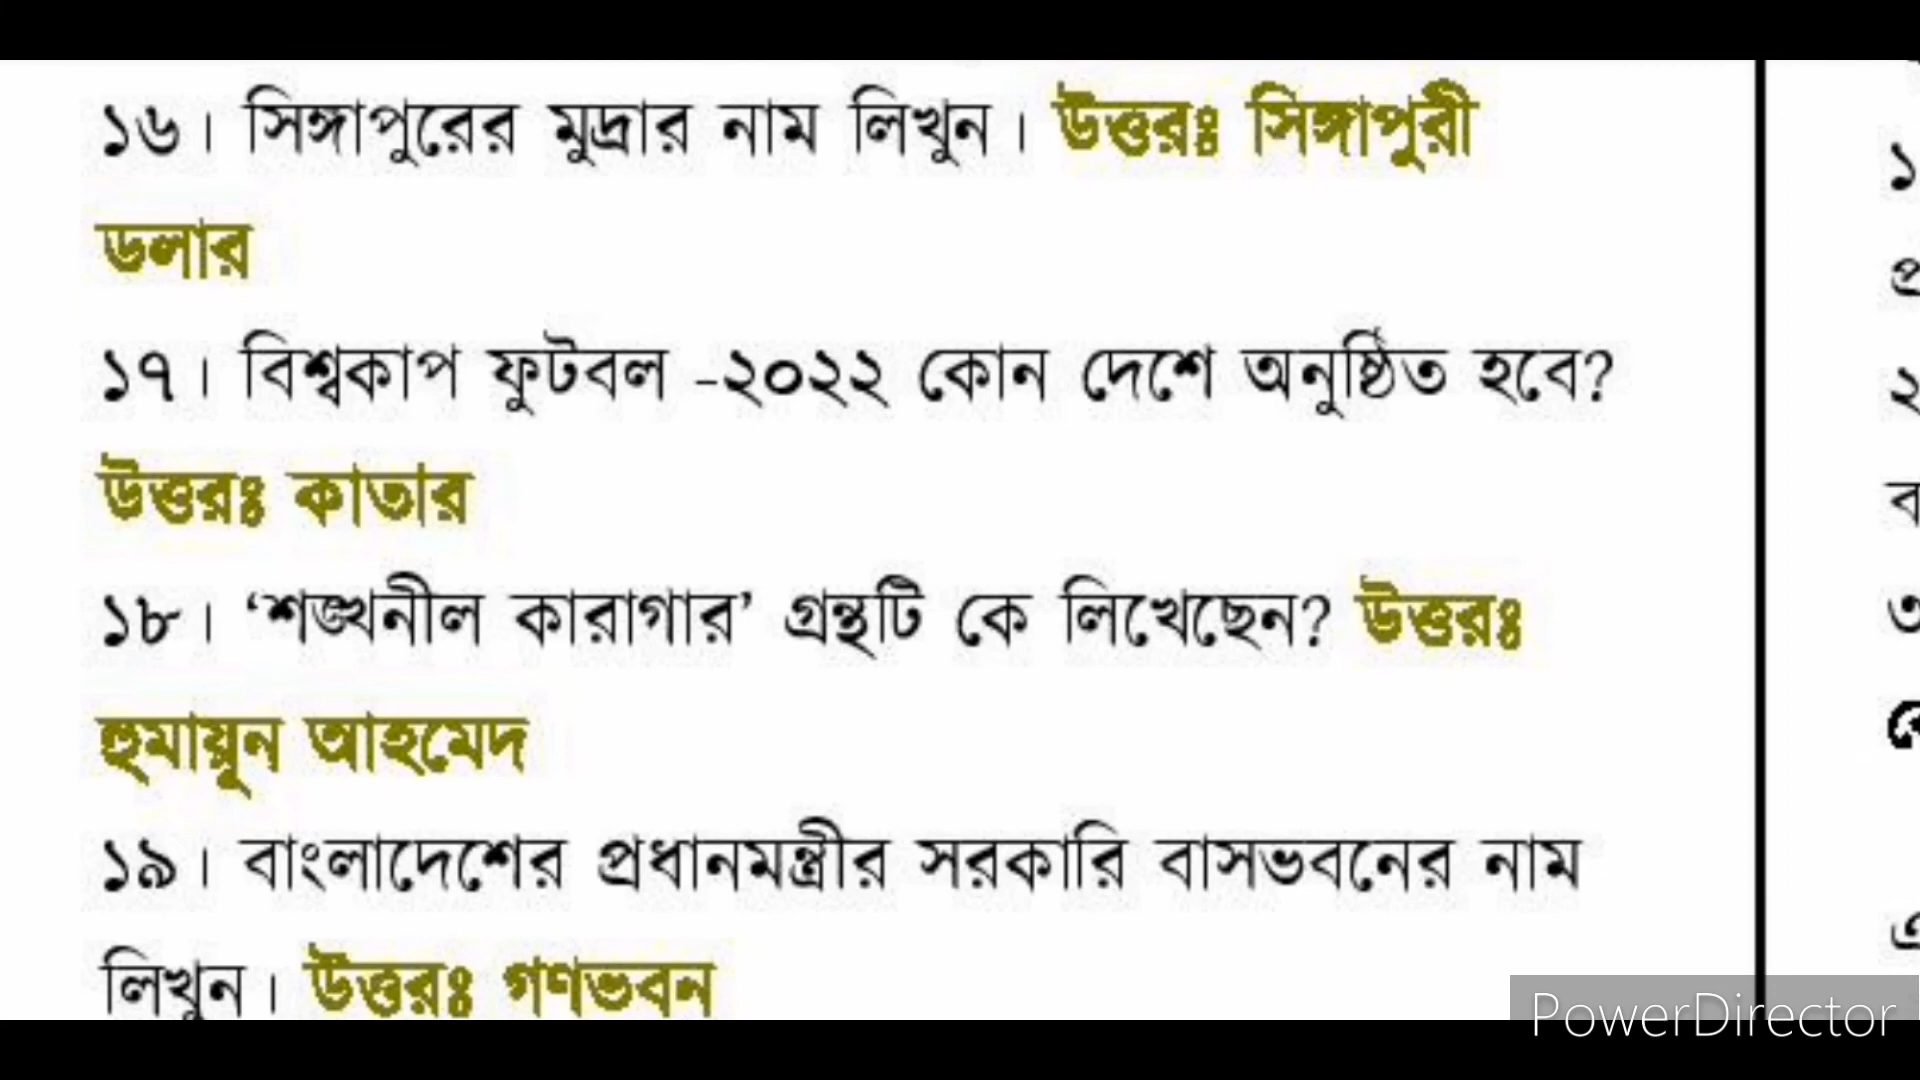 ১৬। সিঙ্গাপুরের মুদ্রার নাম লিখুন। উত্তরঃ সিঙ্গাপুরী
ডলার
১৭। বিশ্বকাপ ফুটবল -২০২২ কোন দেশে অনুষ্ঠিত হবে?
উত্তরঃ কাতার
১৮। ‘শঙ্খনীল কারাগার’ গ্রন্থটি কে লিখেছেন? উত্তরঃ
হুমায়ুন আহমেদ
১৯। বাংলাদেশের প্রধানমন্ত্রীর সরকারি বাসভবনের নাম
লিখুন। উত্তরঃ গণভবন
PowerDirector